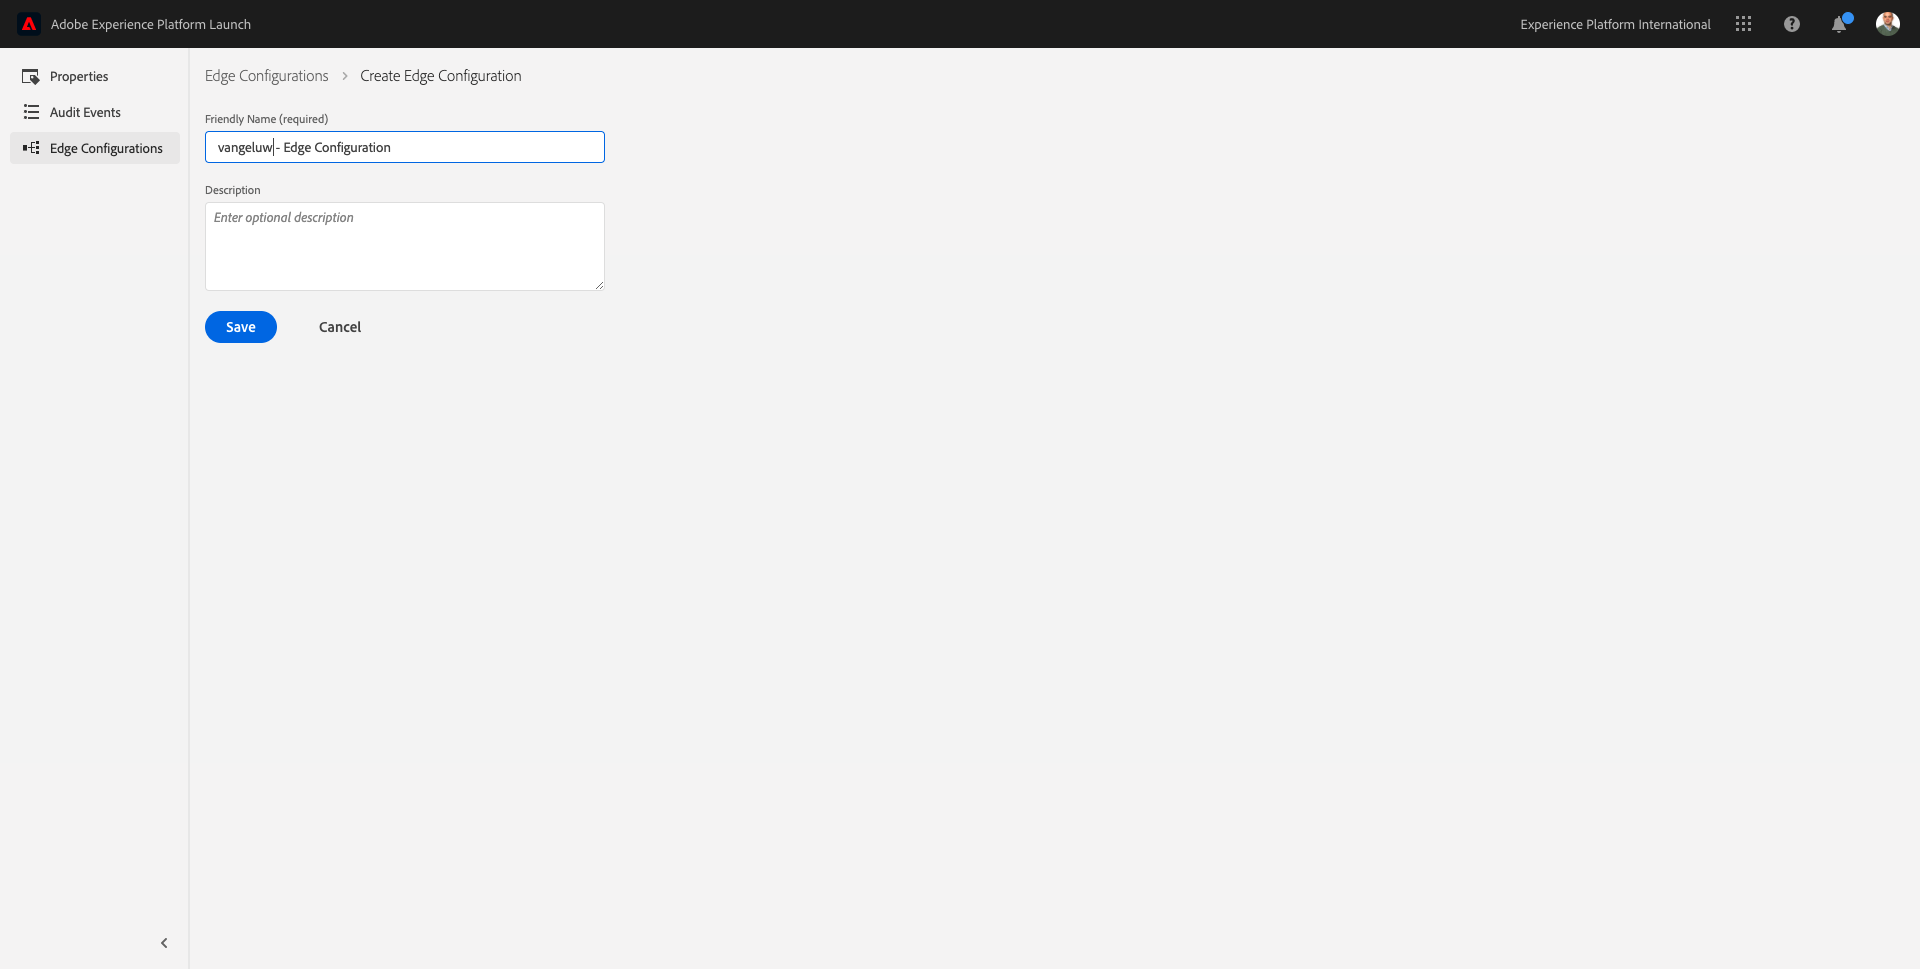 Adobe Experience Platform Launch
Experience Platform International
Properties
Audit Events
Edge Configurations
Edge Configurations > Create Edge Configuration
Friendly Name (required)
vangeluw - Edge Configuration
Description
Enter optional description
Save
Cancel